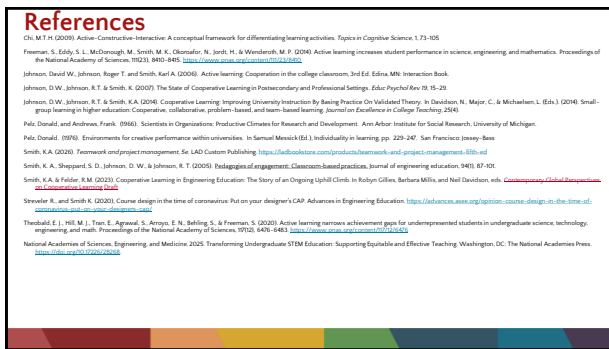 References
Chi, M.T.H. (2009). Active-Constructive-Interactive: A conceptual framework for differentiating learning activities. Topics in Cognitive Science, 1, 73-105
Freeman, S., Eddy, S. L., McDonough, M., Smith, M. K., Okoroafor, N., Jordt, H., & Wenderoth, M. P. (2014). Active learning increases student performance in science, engineering, and mathematics. Proceedings of
the National Academy of Sciences, 111(23), 8410-8415. https://www.pnas.org/content/111/23/8410
Johnson, David W., Johnson, Roger T. and Smith, Karl A. (2006). Active learning: Cooperation in the college classroom, 3rd Ed. Edina, MN: Interaction Book.
Johnson, D.W., Johnson, R.T. & Smith, K.A. (2007). The State of Cooperative Learning in Postsecondary and Professional Settings. Educ Psychol Rev 19, 15–29.
Johnson, D.W., Johnson, R.T. & Smith, K.A. (2014). Cooperative Learning: Improving University Instruction By Basing Practice On Validated Theory. In Davidson, N., Major, C., & Michaelsen, L. (Eds.). (2014). Small-
group learning in higher education: Cooperative, collaborative, problem-based, and team-based learning. Journal on Excellence in College Teaching, 25(4).
Pelz, Donald, and Andrews, Frank. (1966). Scientists in Organizations: Productive Climates for Research and Development. Ann Arbor: Institute for Social Research, University of Michigan.
Pelz, Donald. (1976). Environments for creative performance within universities. In Samuel Messick (Ed.), Individuality in learning, pp. 229-247. San Francisco: Jossey-Bass
Smith, K.A. (2026). Teamwork and project management, 5e. LAD Custom Publishing. https://ladbookstore.com/products/teamwork-and-project-management-fifth-ed
Smith, K. A., Sheppard, S. D., Johnson, D. W., & Johnson, R. T. (2005). Pedagogies of engagement: Classroom-based practices. Journal of engineering education, 94(1), 87-101.
Smith, K.A. & Felder, R.M. (2023). Cooperative Learning in Engineering Education: The Story of an Ongoing Uphill Climb. In Robyn Gillies, Barbara Millis, and Neil Davidson, eds. Contemporary Global Perspectives
on Cooperative Learning Draft
Streveler R., and Smith K. (2020), Course design in the time of coronavirus: Put on your designer's CAP. Advances in Engineering Education. https://advances.asee.org/opinion-course-design-in-the-time-of-
coronavirus-put-on-your-designers-cap/
Theobald, E. J., Hill, M. J., Tran, E., Agrawal, S., Arroyo, E. N., Behling, S., & Freeman, S. (2020). Active learning narrows achievement gaps for underrepresented students in undergraduate science, technology,
engineering, and math. Proceedings of the National Academy of Sciences, 117(12), 6476-6483. https://www.pnas.org/content/117/12/6476
National Academies of Sciences, Engineering, and Medicine. 2025. Transforming Undergraduate STEM Education: Supporting Equitable and Effective Teaching. Washington, DC: The National Academies Press.
https://doi.org/10.17226/28268.